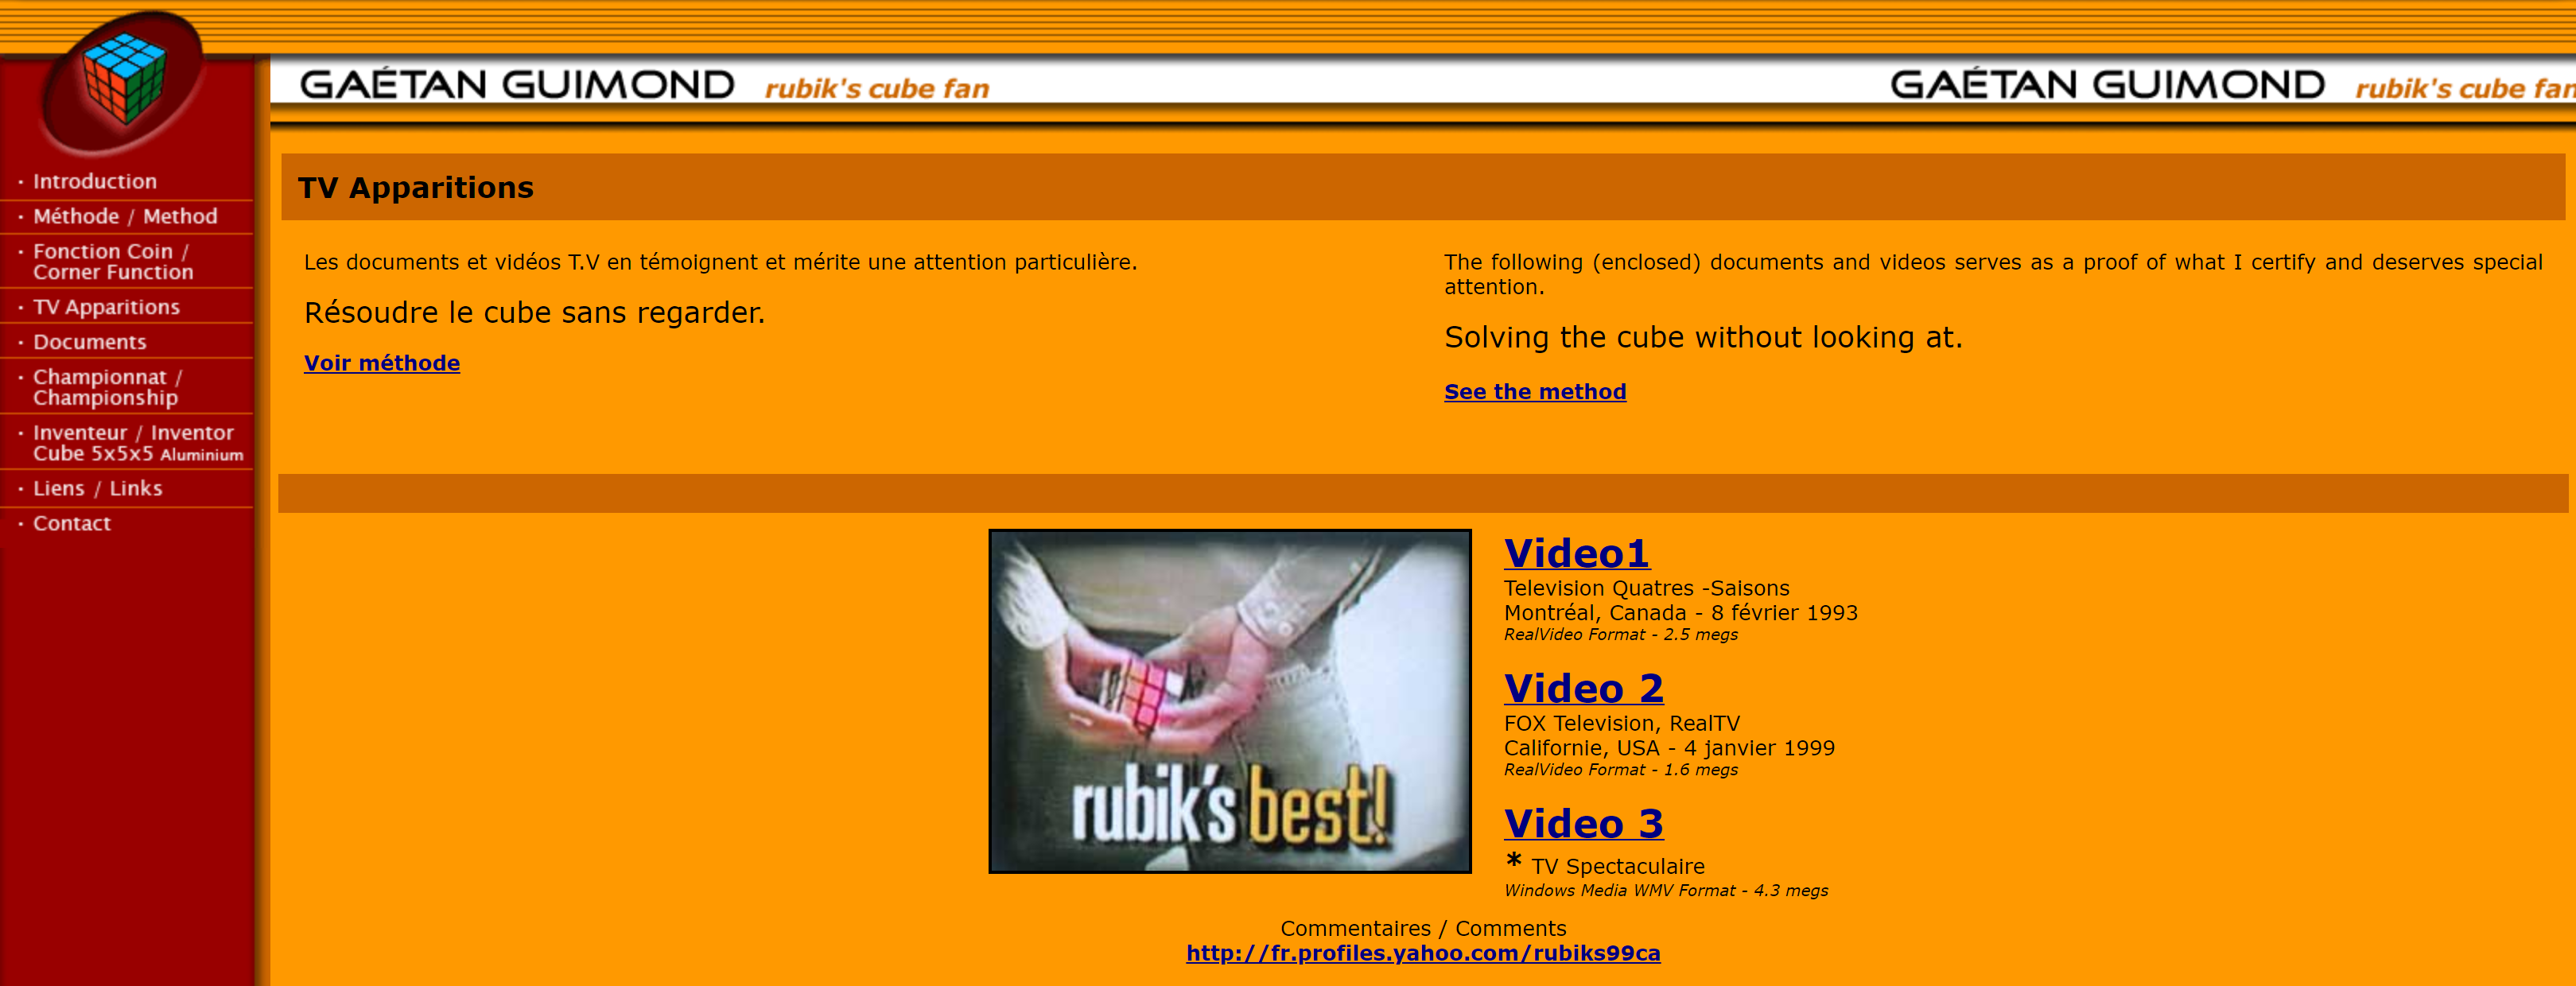 GAÉTAN GUIMOND rubik's cube fan
GAÉTAN GUIMOND rubik's cube fan
· Introduction
· Méthode / Method
· Fonction Coin /
Corner Function
· TV Apparitions
· Documents
· Championnat /
Championship
· Inventeur / Inventor
Cube 5x5x5 Aluminium
· Liens / Links
· Contact
TV Apparitions
Les documents et vidéos T.V en témoignent et mérite une attention particulière.
Résoudre le cube sans regarder.
Voir méthode
The following (enclosed) documents and videos serves as a proof of what I certify and deserves special
attention.
Solving the cube without looking at.
See the method
rubik's best!
Video1
Television Quatres -Saisons
Montréal, Canada - 8 février 1993
RealVideo Format - 2.5 megs
Video 2
FOX Television, RealTV
Californie, USA - 4 janvier 1999
RealVideo Format - 1.6 megs
Video 3
* TV Spectaculaire
Windows Media WMV Format - 4.3 megs
Commentaires / Comments
http://fr.profiles.yahoo.com/rubiks99ca